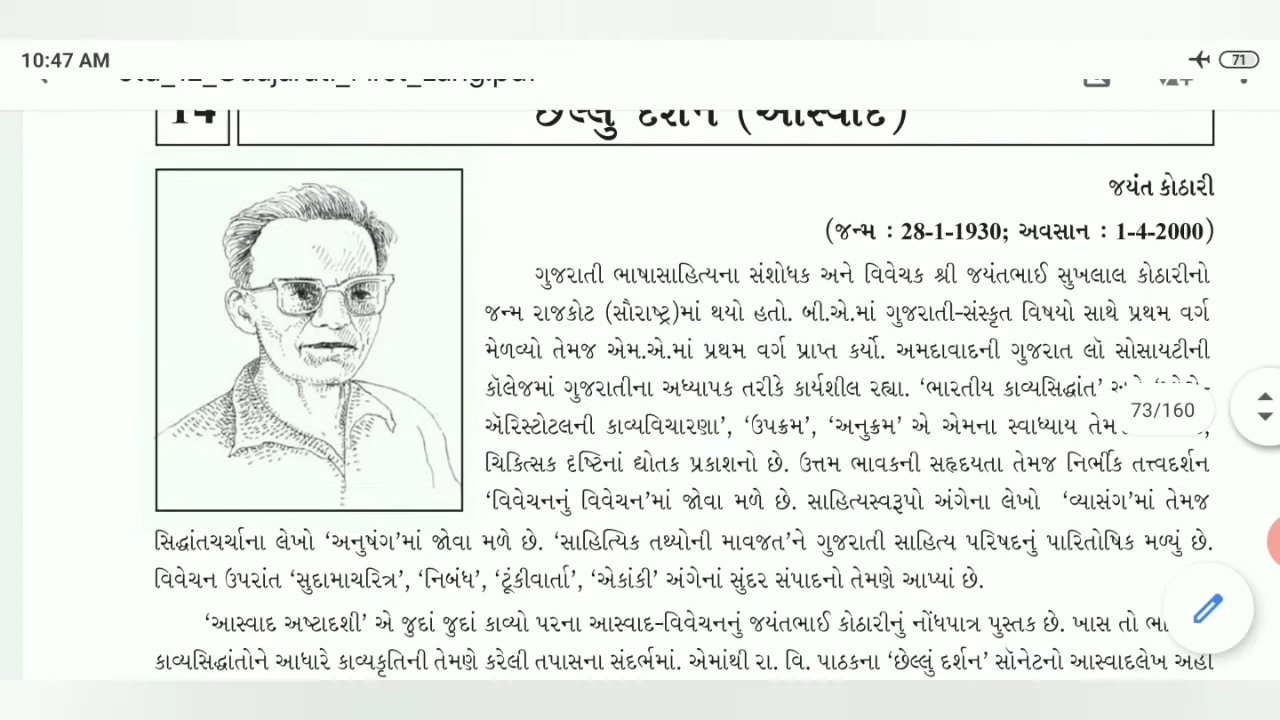 10:47 AM
71
14
છેલ્લું દર્શન (આસ્વાદ)
જયંત કોઠારી
(જન્મ : 28-1-1930; અવસાન : 1-4-2000)
ગુજરાતી ભાષાસાહિત્યના સંશોધક અને વિવેચક શ્રી જયંતભાઈ સુખલાલ કોઠારીનો
જન્મ રાજકોટ (સૌરાષ્ટ્ર)માં થયો હતો. બી.એ.માં ગુજરાતી-સંસ્કૃત વિષયો સાથે પ્રથમ વર્ગ
મેળવ્યો તેમજ એમ.એ.માં પ્રથમ વર્ગ પ્રાપ્ત કર્યો. અમદાવાદની ગુજરાત લૉ સોસાયટીની
કૉલેજમાં ગુજરાતીના અધ્યાપક તરીકે કાર્યશીલ રહ્યા. ‘ભારતીય કાવ્યસિદ્ધાંત’
73/160
ઍરિસ્ટોટલની કાવ્યવિચારણા’, ‘ઉપક્રમ’, ‘અનુક્રમ’ એ એમના સ્વાધ્યાય
ચિકિત્સક દૃષ્ટિનાં દ્યોતક પ્રકાશનો છે. ઉત્તમ ભાવકની સહૃદયતા તેમજ નિર્ભીક તત્ત્વદર્શન
‘વિવેચનનું વિવેચન’માં જોવા મળે છે. સાહિત્યસ્વરૂપો અંગેના લેખો ‘વ્યાસંગ’માં તેમજ
સિદ્ધાંતચર્ચાના લેખો ‘અનુષંગ’માં જોવા મળે છે. ‘સાહિત્યિક તથ્યોની માવજત’ને ગુજરાતી સાહિત્ય પરિષદનું પારિતોષિક મળ્યું છે.
વિવેચન ઉપરાંત ‘સુદામાચરિત્ર’, ‘નિબંધ’, ‘ટૂંકીવાર્તા’, ‘એકાંકી’ અંગેનાં સુંદર સંપાદનો તેમણે આપ્યાં છે.
‘આસ્વાદ અષ્ટાદશી’ એ જુદાં જુદાં કાવ્યો પરના આસ્વાદ-વિવેચનનું જયંતભાઈ કોઠારીનું નોંધપાત્ર પુસ્તક છે. ખાસ તો
કાવ્યસિદ્ધાંતોને આધારે કાવ્યકૃતિની તેમણે કરેલી તપાસના સંદર્ભમાં. એમાંથી રા. વિ. પાઠકના ‘છેલ્લું દર્શન’ સૉનેટનો આસ્વાદલેખ અહીં